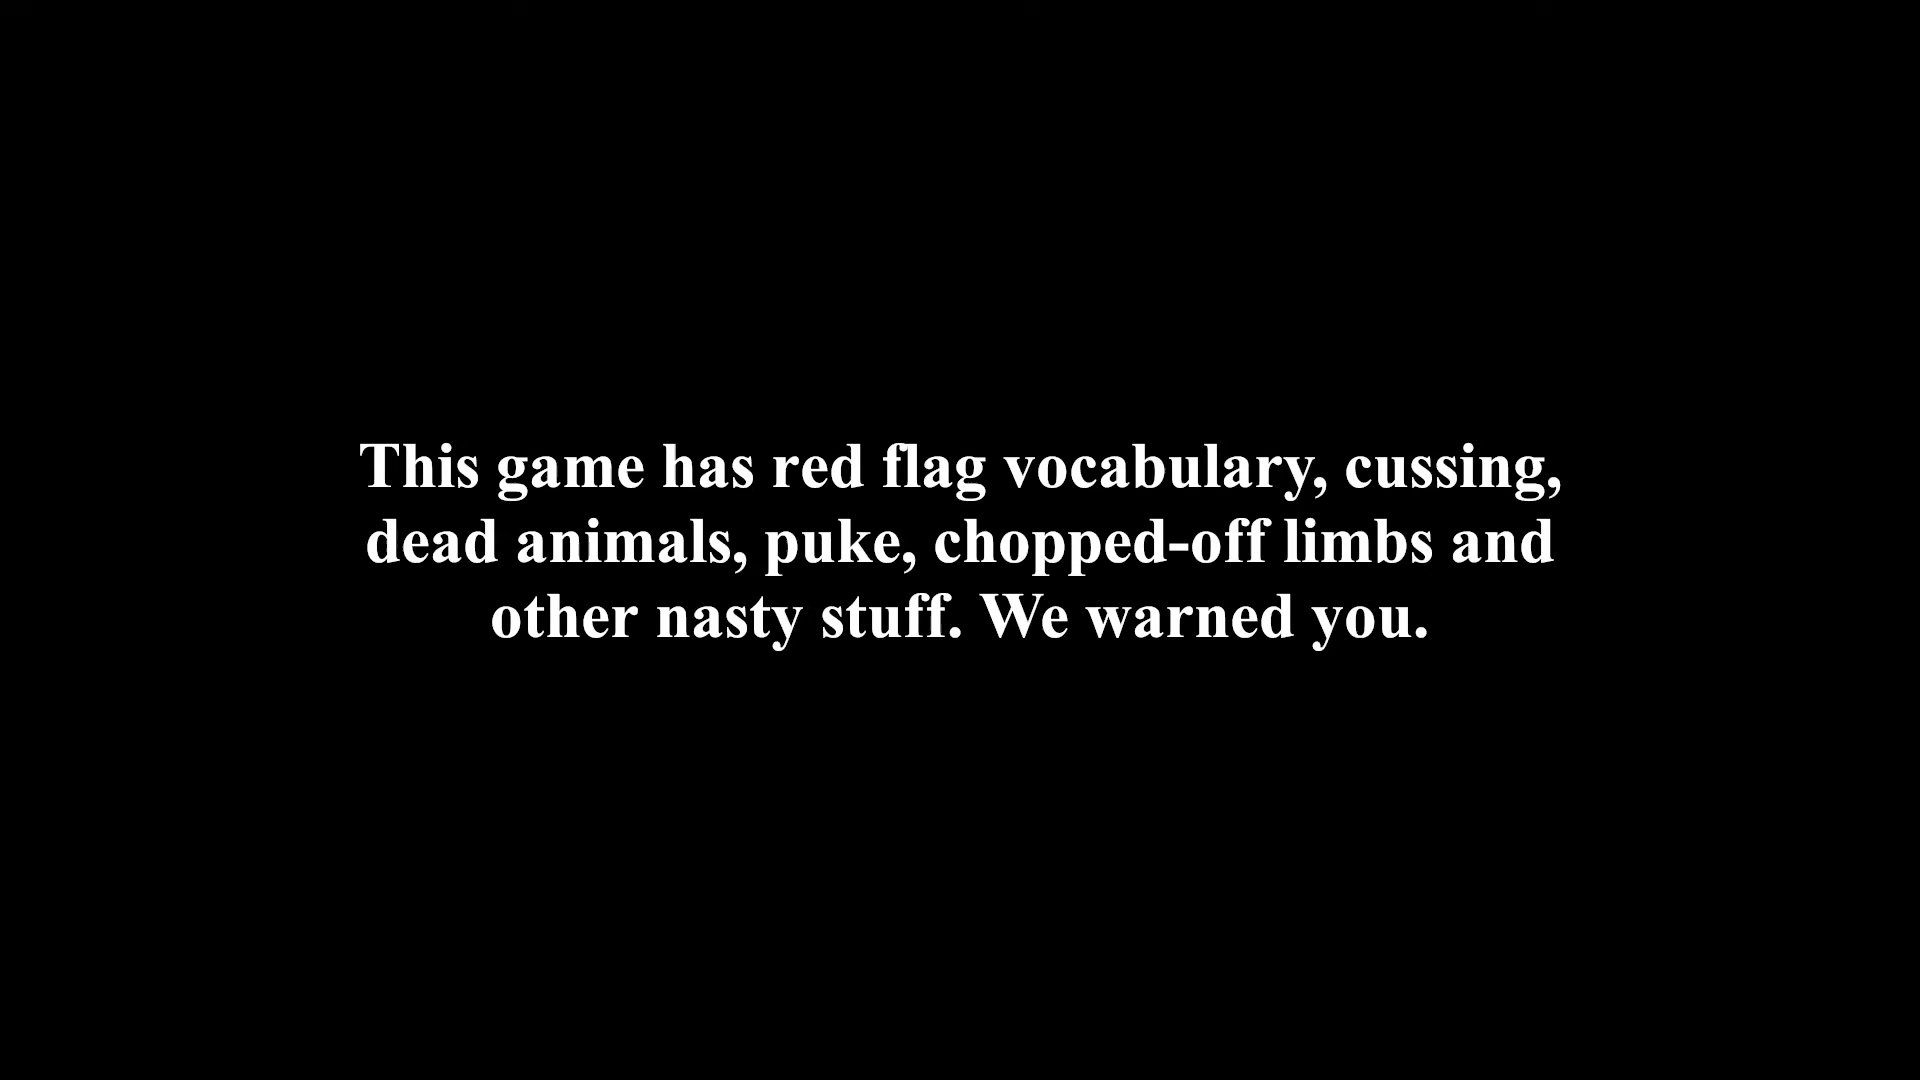 This game has red flag vocabulary, cussing,
dead animals, puke, chopped-off limbs and
other nasty stuff. We warned you.